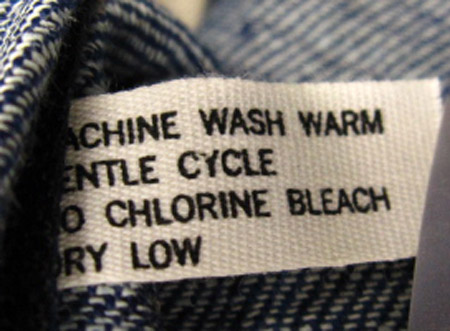 ACHINE WASH WARM
ENTLE CYCLE
O CHLORINE BLEACH
RY LOW